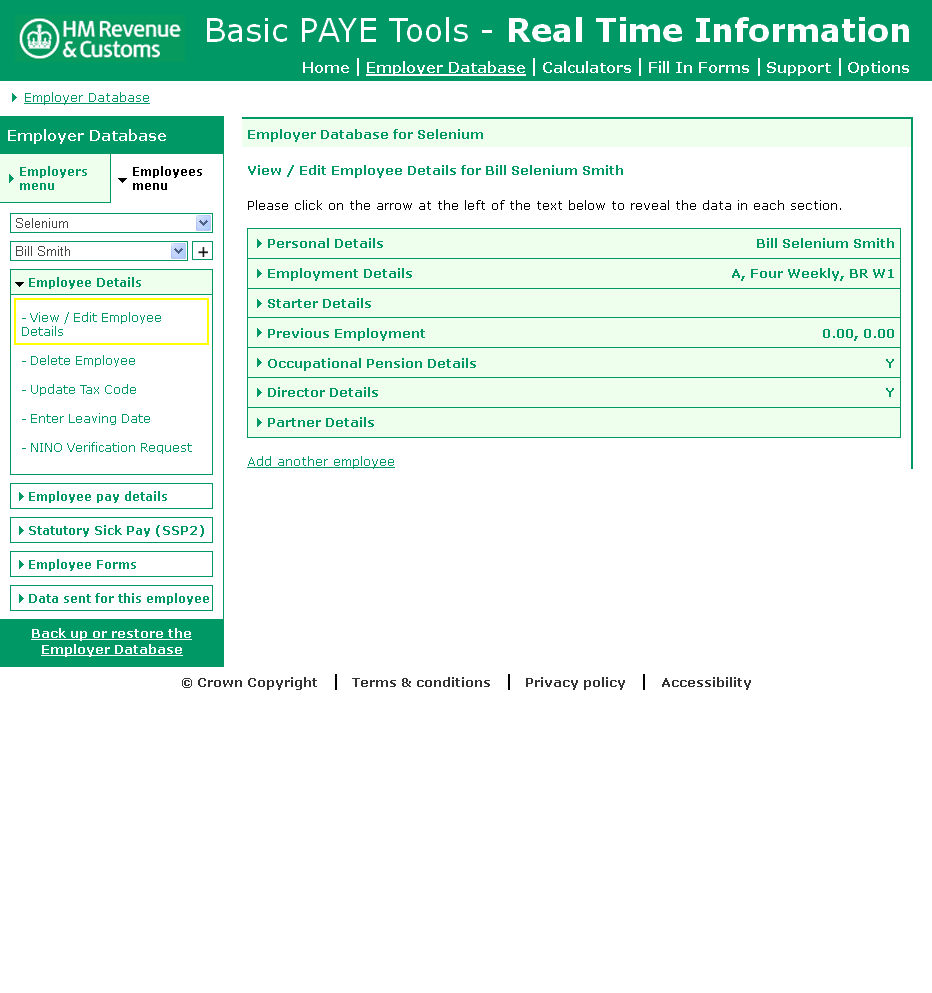 HM Revenue
& Customs
Basic PAYE Tools - Real Time Information
Home | Employer Database | Calculators | Fill In Forms | Support | Options
Employer Database
Employer Database
Employers
menu
Employees
menu
Selenium
Bill Smith
+
Employee Details
- View / Edit Employee
Details
- Delete Employee
- Update Tax Code
- Enter Leaving Date
- NINO Verification Request
Employee pay details
Statutory Sick Pay (SSP2)
Employee Forms
Data sent for this employee
Back up or restore the
Employer Database
Employer Database for Selenium
View / Edit Employee Details for Bill Selenium Smith
Please click on the arrow at the left of the text below to reveal the data in each section.
Personal Details Bill Selenium Smith
Employment Details A, Four Weekly, BR W1
Starter Details
Previous Employment 0.00, 0.00
Occupational Pension Details Y
Director Details Y
Partner Details
Add another employee
© Crown Copyright | Terms & conditions | Privacy policy | Accessibility